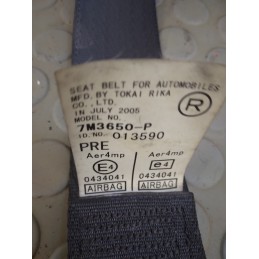 SEAT BELT FOR AUTOMOBILES
MFD. BY TOKAI RIKA
CO., LTD.
IN JULY 2005
MODEL NO.
7M3650-P
ID. NO. 013590
R
PRE
Aer4mp Aer4mp
E4 e4
0434041 0434041
AIRBAG AIRBAG